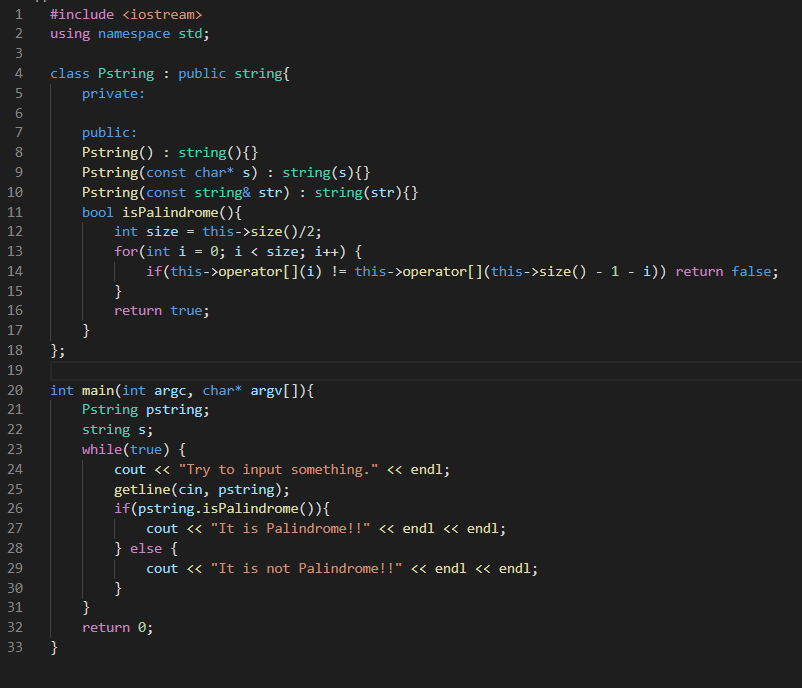 1 #include <iostream>
2 using namespace std;
3
4 class Pstring : public string{
5     private:
6
7     public:
8     Pstring() : string(){}
9     Pstring(const char* s) : string(s){}
10     Pstring(const string& str) : string(str){}
11     bool isPalindrome(){
12         int size = this->size()/2;
13         for(int i = 0; i < size; i++) {
14             if(this->operator[](i) != this->operator[](this->size() - 1 - i)) return false;
15         }
16         return true;
17     }
18 };
19
20 int main(int argc, char* argv[]){
21     Pstring pstring;
22     string s;
23     while(true) {
24         cout << "Try to input something." << endl;
25         getline(cin, pstring);
26         if(pstring.isPalindrome()){
27             cout << "It is Palindrome!!" << endl << endl;
28         } else {
29             cout << "It is not Palindrome!!" << endl << endl;
30         }
31     }
32     return 0;
33 }